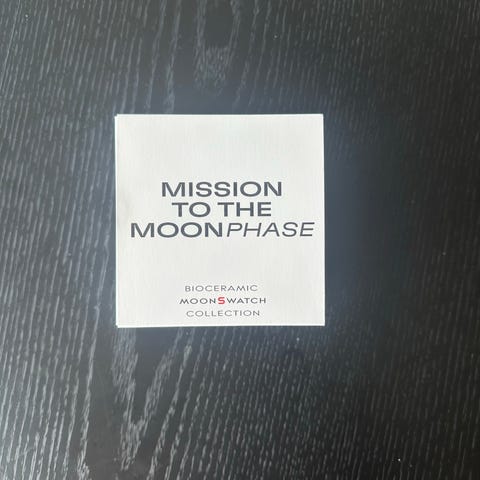 MISSION
TO THE
MOONPHASE
BIOCERAMIC
MOONSWATCH
COLLECTION